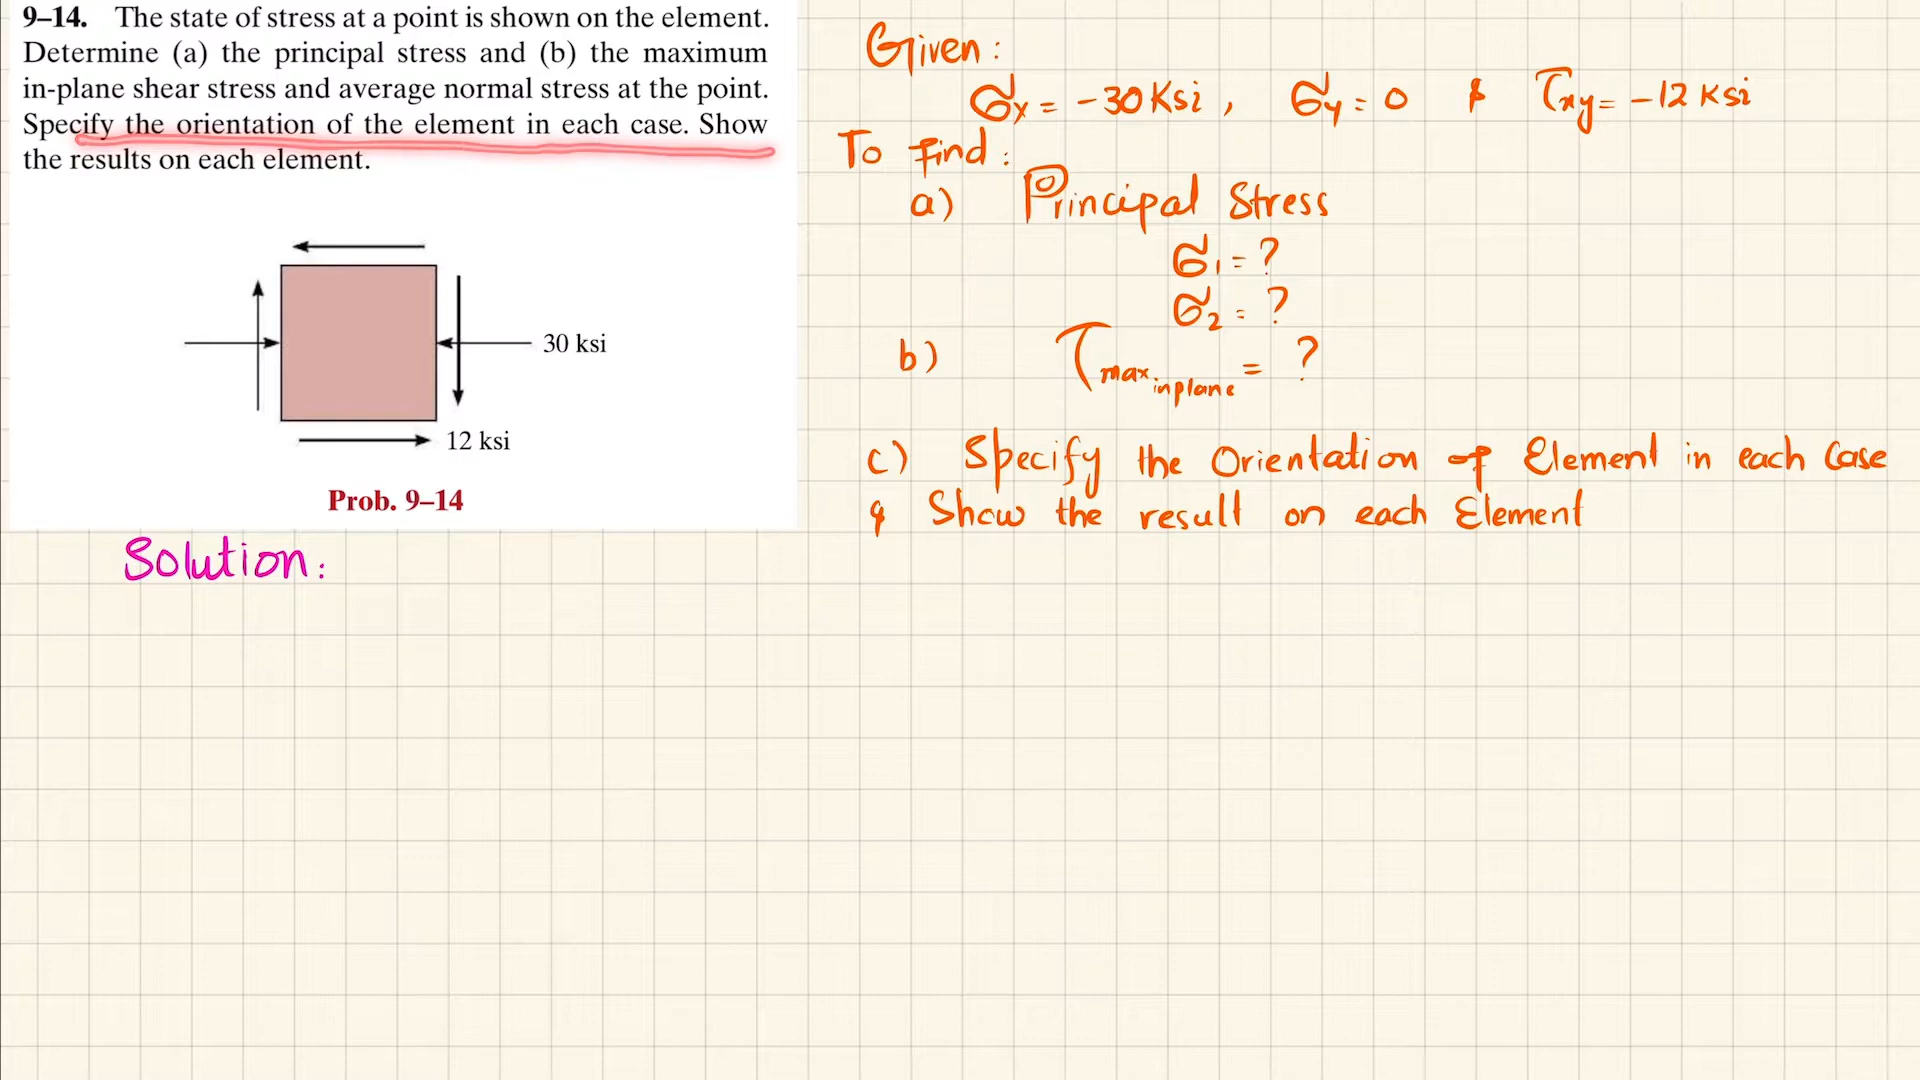 9–14. The state of stress at a point is shown on the element.
Determine (a) the principal stress and (b) the maximum
in-plane shear stress and average normal stress at the point.
Specify the orientation of the element in each case. Show
the results on each element.
30 ksi
12 ksi
Prob. 9–14
Given:
σx = -30 Ksi, σy = 0 & τxy = -12 Ksi
To find:
a) Principal Stress
σ1 = ?
σ2 = ?
b) τmax inplane = ?
c) Specify the Orientation of Element in each Case
& Show the result on each Element
Solution: